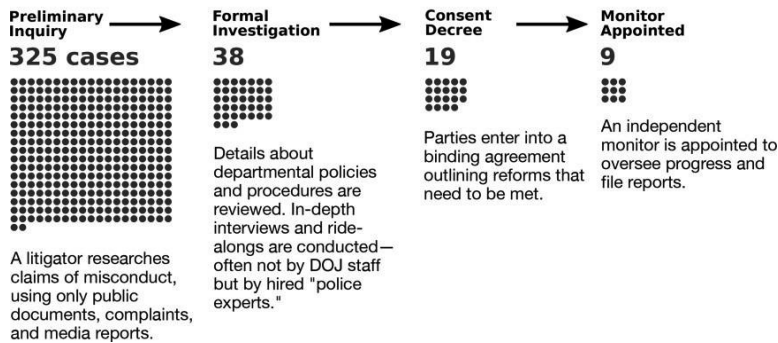 Preliminary
Inquiry
325 cases
A litigator researches
claims of misconduct,
using only public
documents, complaints,
and media reports.
Formal
Investigation
38
Details about
departmental policies
and procedures are
reviewed. In-depth
interviews and ride-
alongs are conducted—
often not by DOJ staff
but by hired "police
experts."
Consent
Decree
19
Parties enter into a
binding agreement
outlining reforms that
need to be met.
Monitor
Appointed
9
An independent
monitor is appointed to
oversee progress and
file reports.